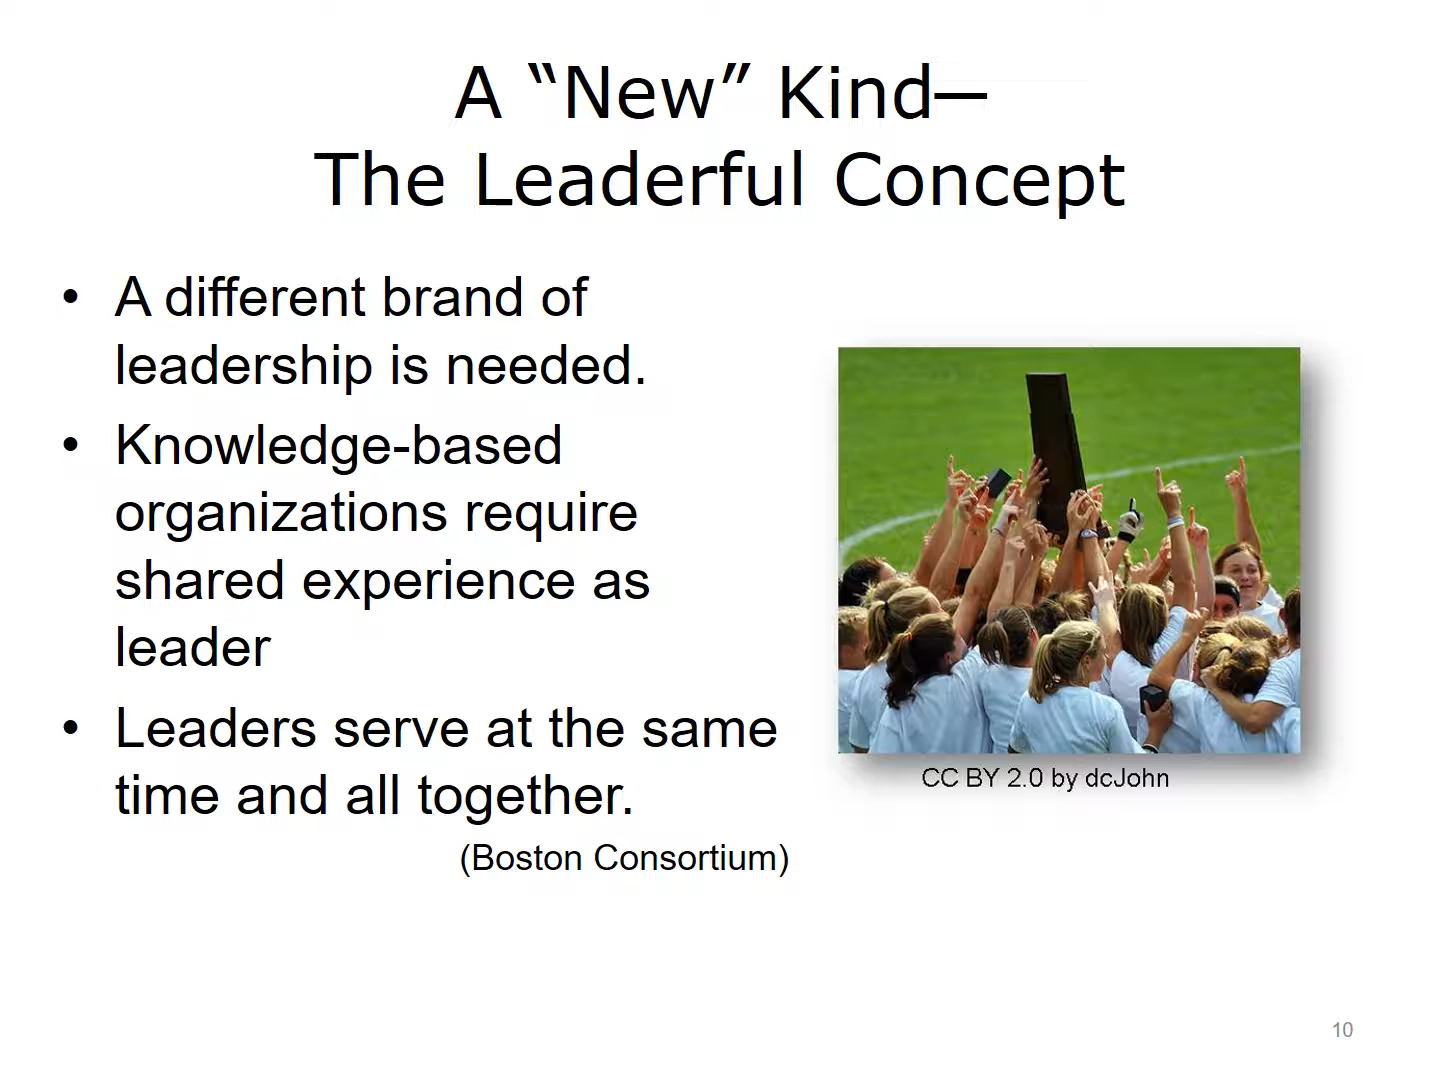 A “New” Kind—
The Leaderful Concept
• A different brand of
leadership is needed.
• Knowledge-based
organizations require
shared experience as
leader
• Leaders serve at the same
time and all together.
(Boston Consortium)
CC BY 2.0 by dcJohn
10